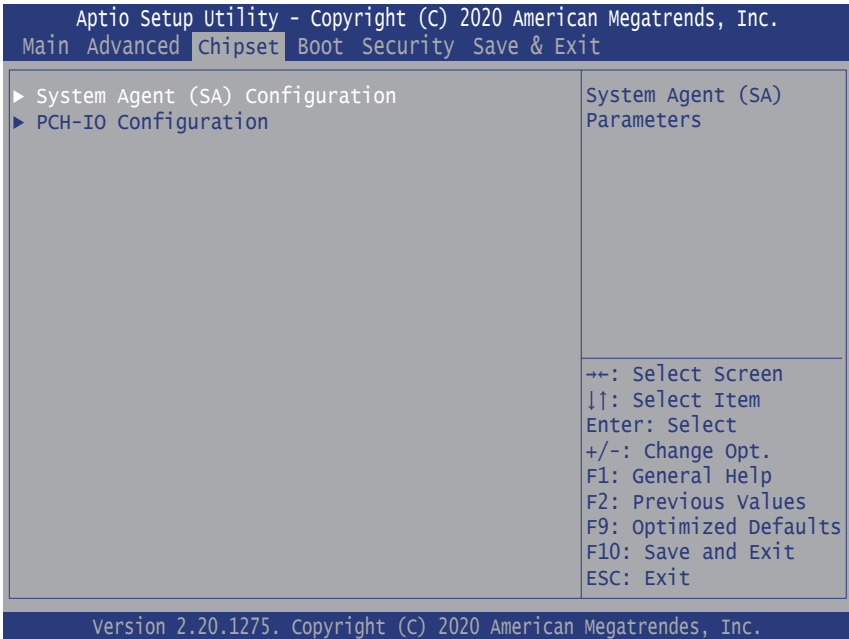 Aptio Setup Utility - Copyright (C) 2020 American Megatrends, Inc.
Main Advanced Chipset Boot Security Save & Exit
▶ System Agent (SA) Configuration
▶ PCH-IO Configuration
System Agent (SA)
Parameters
→←: Select Screen
↓↑: Select Item
Enter: Select
+/-: Change Opt.
F1: General Help
F2: Previous Values
F9: Optimized Defaults
F10: Save and Exit
ESC: Exit
Version 2.20.1275. Copyright (C) 2020 American Megatrendes, Inc.